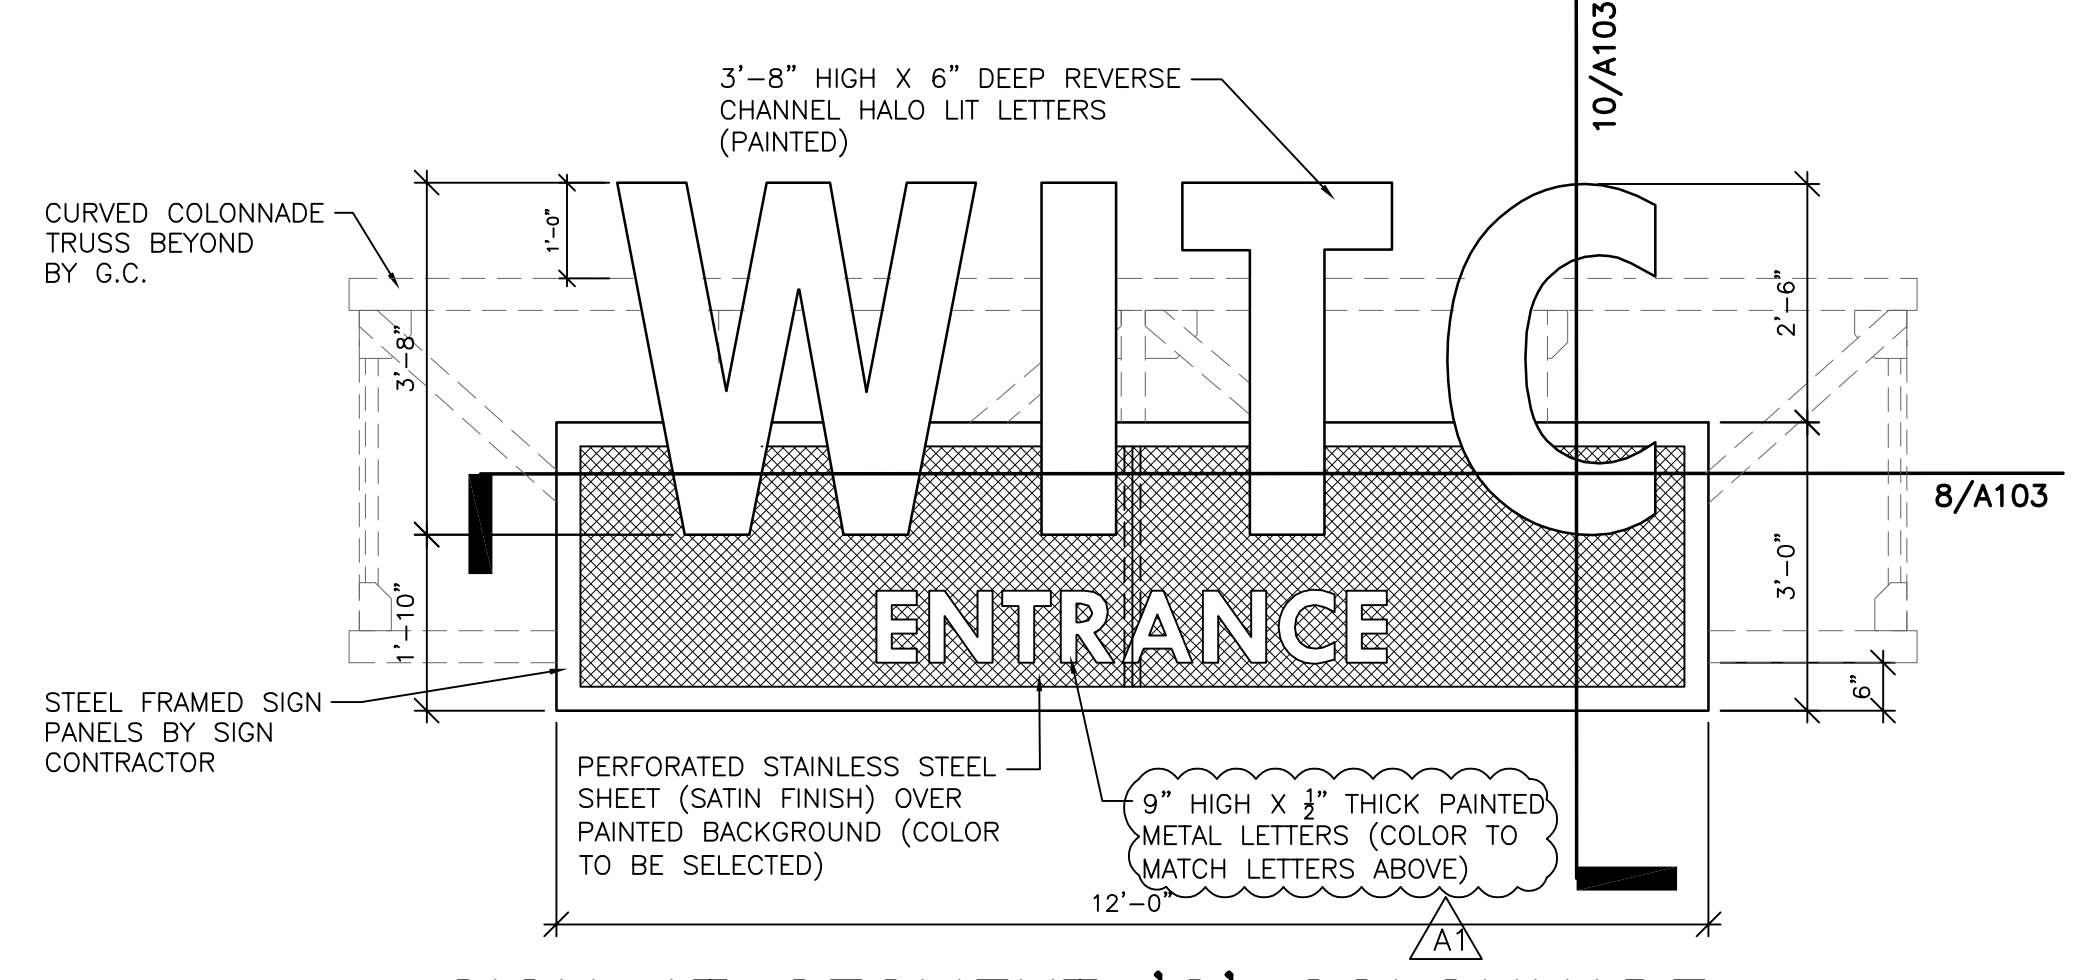 10/A103
3'-8" HIGH X 6" DEEP REVERSE
CHANNEL HALO LIT LETTERS
(PAINTED)
CURVED COLONNADE
TRUSS BEYOND
BY G.C.
1'-0"
WITC
3'-8"
2'-6"
8/A103
3'-0"
ENTRANCE
1'-10"
6"
STEEL FRAMED SIGN
PANELS BY SIGN
CONTRACTOR
PERFORATED STAINLESS STEEL
SHEET (SATIN FINISH) OVER
PAINTED BACKGROUND (COLOR
TO BE SELECTED)
9" HIGH X ½" THICK PAINTED
METAL LETTERS (COLOR TO
MATCH LETTERS ABOVE)
12'-0"
A1